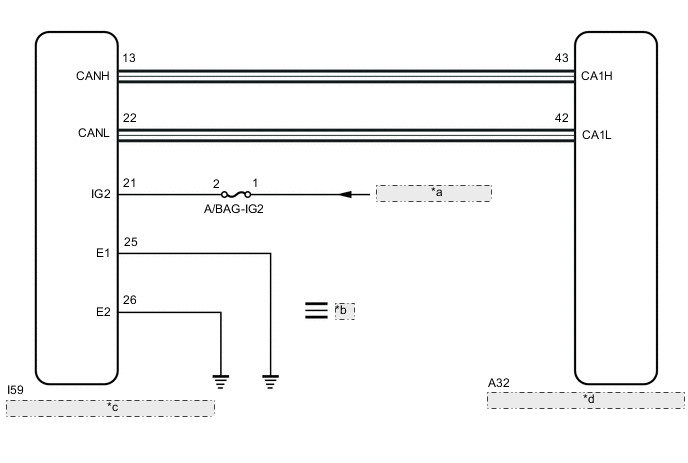 13
43
CANH
CA1H
22
42
CANL
CA1L
21
2
1
*a
IG2
A/BAG-IG2
25
E1
26
E2
*b
I59
A32
*c
*d